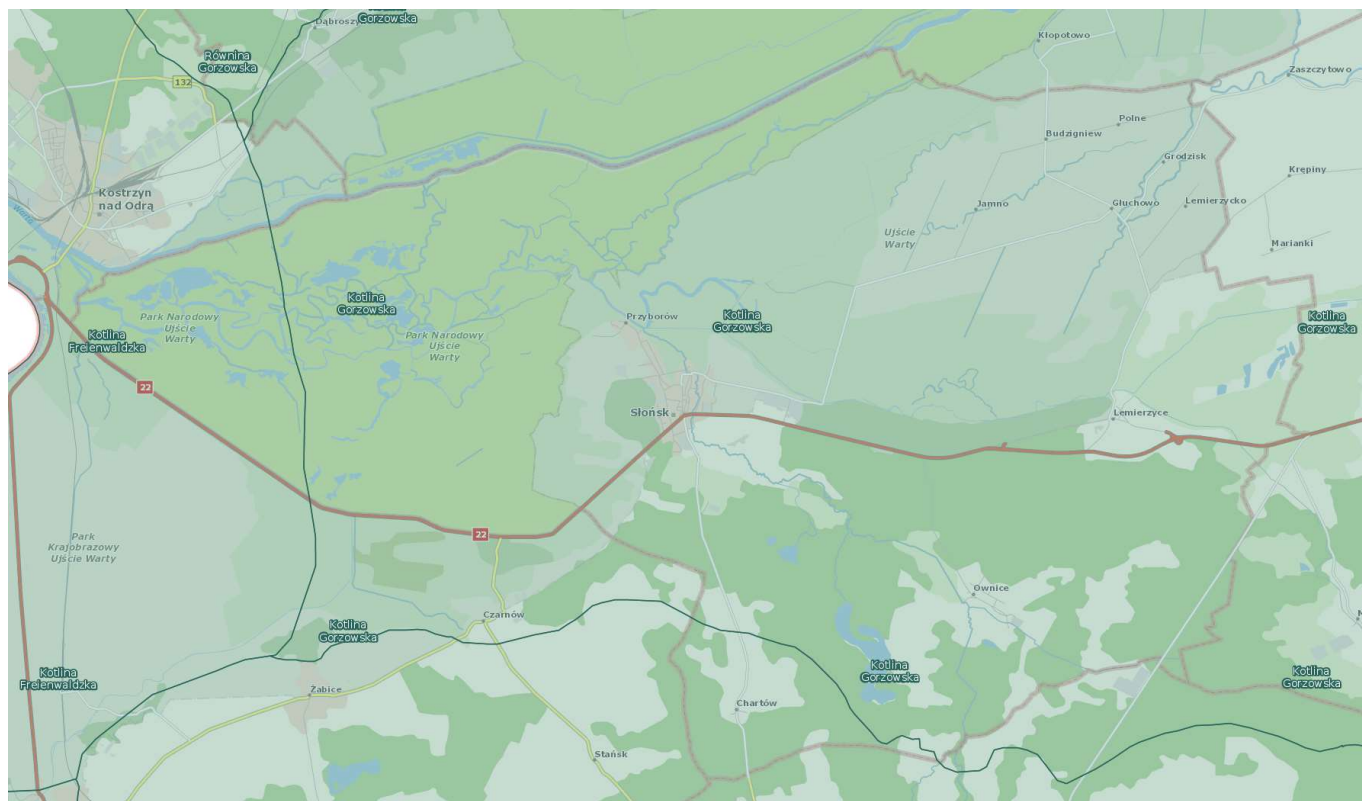 Dąbroszy
Gorzowska
Równina
Gorzowska
132
Kłopotowo
Zaszczytowo
Polne
Budzigniew
Grodzisk
Krępiny
Kostrzyn
nad Odrą
Warta
Jamno
Głuchowo
Lemierzycko
Ujście
Warty
Marianki
Kotlina
Gorzowska
Park Narodowy
Ujście
Warty
Przyborów
Kotlina
Gorzowska
Kotlina
Gorzowska
Kotlina
Freienwaldzka
Park Narodowy
Ujście
Warty
22
Słońsk
Lemierzyce
22
Park
Krajobrazowy
Ujście Warty
Ownice
Czarnów
Kotlina
Gorzowska
Kotlina
Freienwaldzka
Kotlina
Gorzowska
Kotlina
Gorzowska
Żabice
Chartów
Stańsk